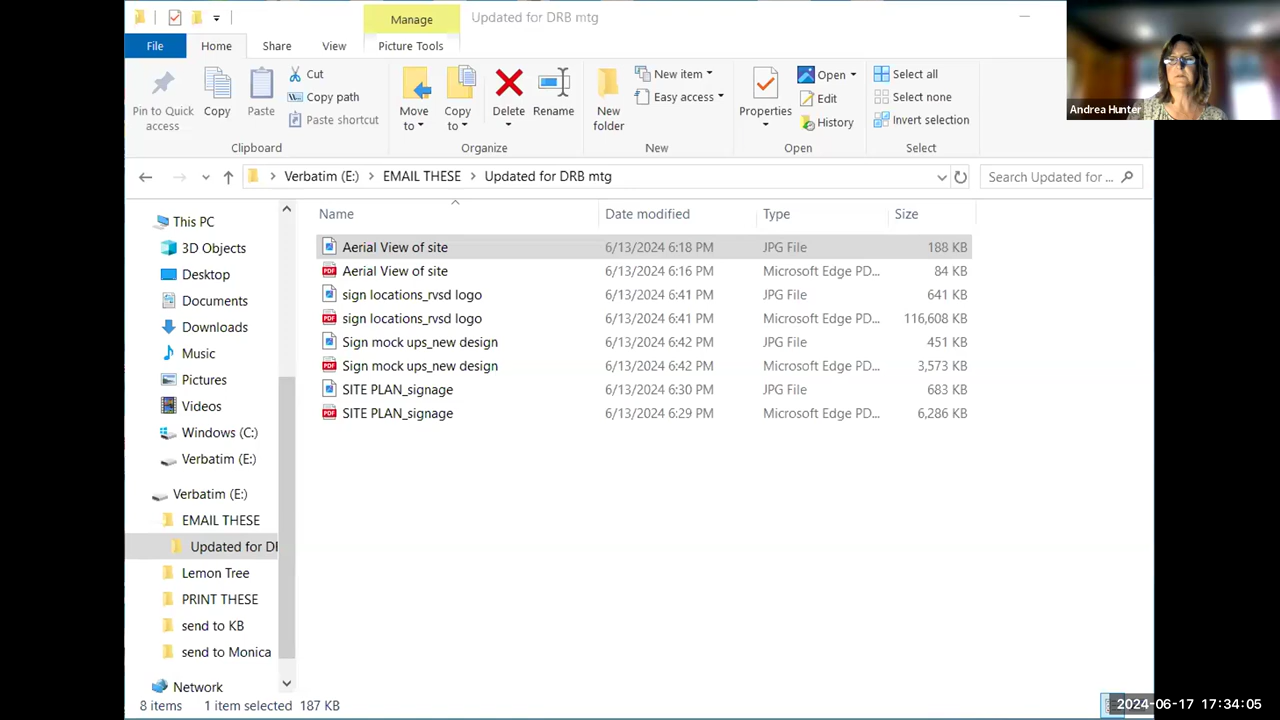 Manage
Updated for DRB mtg
File
Home
Share
View
Picture Tools
Pin to Quick access
Copy
Paste
Cut
Copy path
Paste shortcut
Clipboard
Move to
Copy to
Delete
Rename
Organize
New folder
New item
Easy access
New
Properties
Open
Edit
History
Open
Select all
Select none
Invert selection
Select
Andrea Hunter
Verbatim (E:) > EMAIL THESE > Updated for DRB mtg
Search Updated for ...
Name Date modified Type Size
Aerial View of site 6/13/2024 6:18 PM JPG File 188 KB
Aerial View of site 6/13/2024 6:16 PM Microsoft Edge PD... 84 KB
sign locations_rvsd logo 6/13/2024 6:41 PM JPG File 641 KB
sign locations_rvsd logo 6/13/2024 6:41 PM Microsoft Edge PD... 116,608 KB
Sign mock ups_new design 6/13/2024 6:42 PM JPG File 451 KB
Sign mock ups_new design 6/13/2024 6:42 PM Microsoft Edge PD... 3,573 KB
SITE PLAN_signage 6/13/2024 6:30 PM JPG File 683 KB
SITE PLAN_signage 6/13/2024 6:29 PM Microsoft Edge PD... 6,286 KB
This PC
3D Objects
Desktop
Documents
Downloads
Music
Pictures
Videos
Windows (C:)
Verbatim (E:)
Verbatim (E:)
EMAIL THESE
Updated for DR
Lemon Tree
PRINT THESE
send to KB
send to Monica
Network
8 items 1 item selected 187 KB
2024-06-17 17:34:05